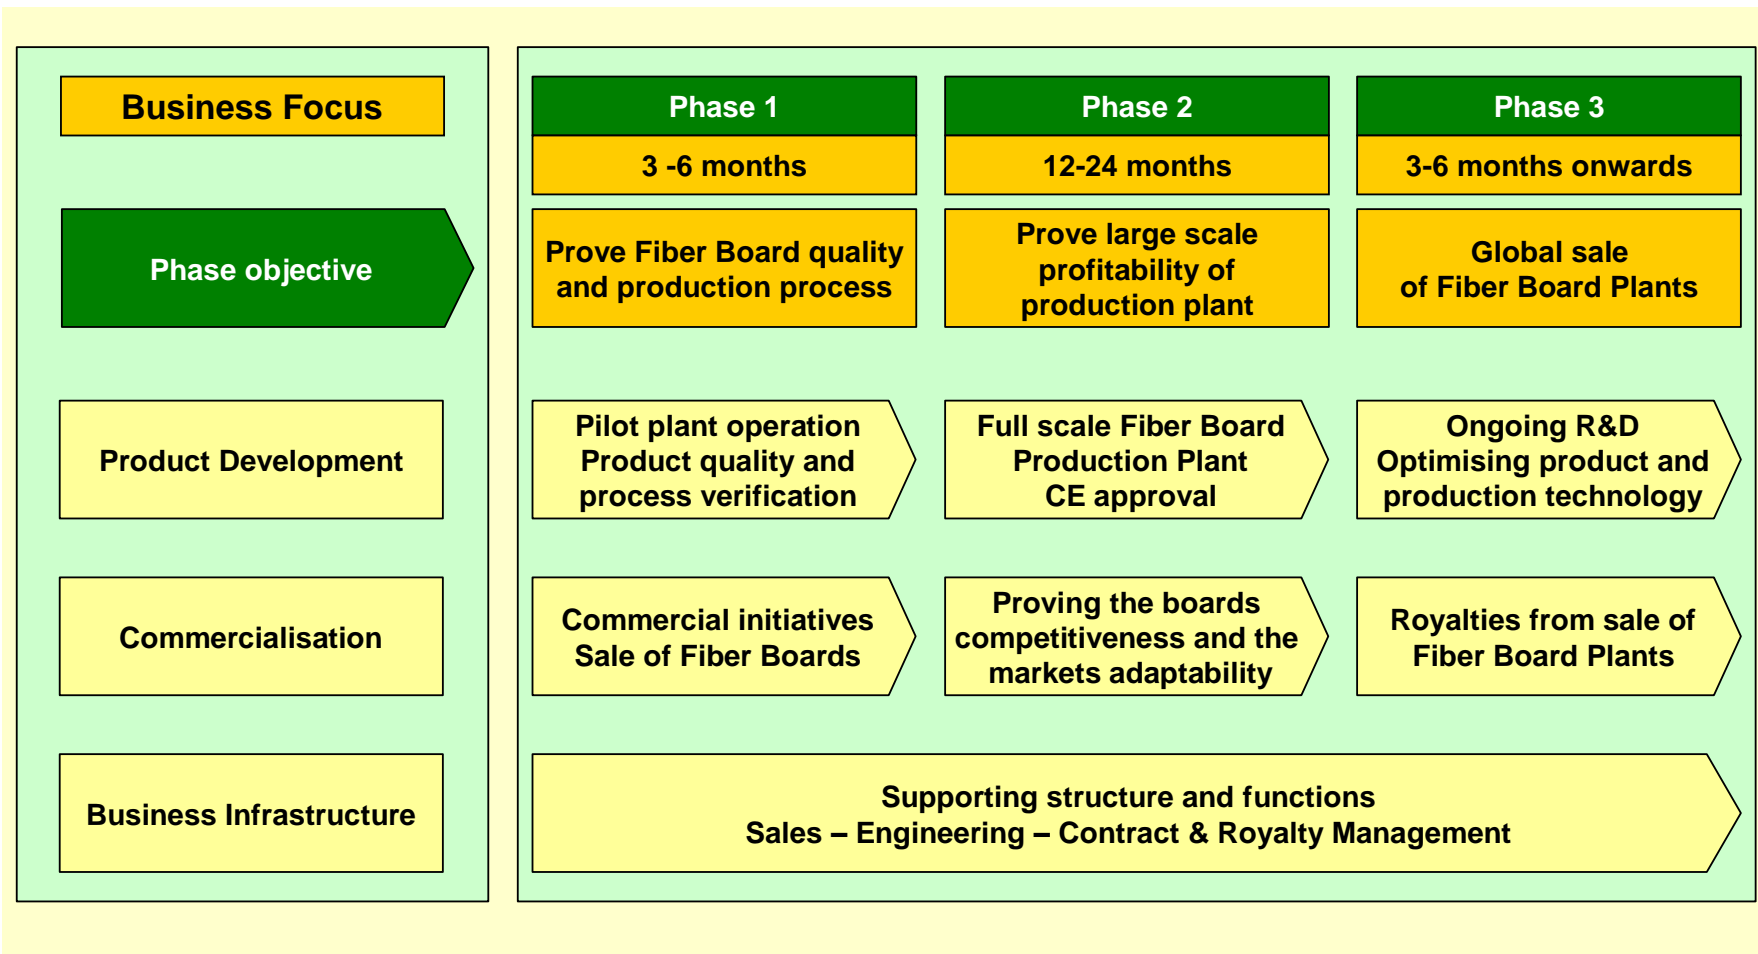 Business Focus
Phase 1
Phase 2
Phase 3
3 -6 months
12-24 months
3-6 months onwards
Phase objective
Prove Fiber Board quality
and production process
Prove large scale
profitability of
production plant
Global sale
of Fiber Board Plants
Product Development
Pilot plant operation
Product quality and
process verification
Full scale Fiber Board
Production Plant
CE approval
Ongoing R&D
Optimising product and
production technology
Commercialisation
Commercial initiatives
Sale of Fiber Boards
Proving the boards
competitiveness and the
markets adaptability
Royalties from sale of
Fiber Board Plants
Business Infrastructure
Supporting structure and functions
Sales – Engineering – Contract & Royalty Management